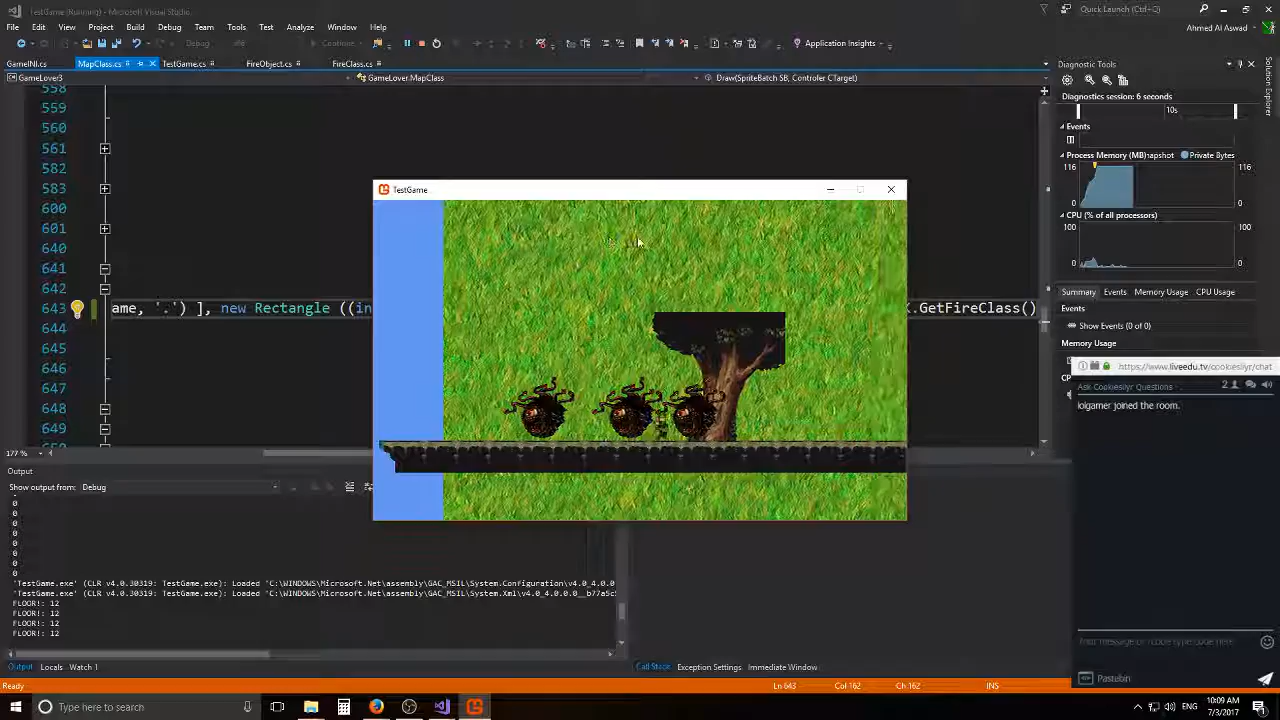 TestGame (Running) - Microsoft Visual Studio
Quick Launch (Ctrl+Q)
File Edit View Project Build Debug Team Tools Test Analyze Window Help
Ahmed Al Aswad
Debug
Continue
Application Insights
GameINI.cs MapClass.cs TestGame.cs FireObject.cs FireClass.cs
Diagnostic Tools
GameLover3 GameLover.MapClass Draw(SpriteBatch SB, Controler CTarget)
558
559
560
561
582
583
600
601
640
641
642
643 ame, '.') ], new Rectangle ((in X.GetFireClass()
644
645
646
647
648
649
Diagnostics session: 6 seconds
10s
Events
Process Memory (MB)
Snapshot Private Bytes
116 116
0 0
CPU (% of all processors)
100 100
0 0
Summary Events Memory Usage CPU Usage
Events
Show Events (0 of 0)
Memory Usage
Solution Explorer
TestGame
https://www.liveedu.tv/cookieslyr/chat
Ask Cookieslyr Questions - .. 2
lolgamer joined the room.
Pastebin
177 %
Output
Show output from: Debug
0
0
0
0
0
0
0
'TestGame.exe' (CLR v4.0.30319: TestGame.exe): Loaded 'C:\WINDOWS\Microsoft.Net\assembly\GAC_MSIL\System.Configuration\v4.0_4.0.0
'TestGame.exe' (CLR v4.0.30319: TestGame.exe): Loaded 'C:\WINDOWS\Microsoft.Net\assembly\GAC_MSIL\System.Xml\v4.0_4.0.0.0__b77a5c5
FLOOR!: 12
FLOOR!: 12
FLOOR!: 12
FLOOR!: 12
Output Locals Watch 1
Call Stack Exception Settings Immediate Window
Ready Ln 643 Col 162 Ch 162 INS
Type here to search
10:09 AM
7/3/2017